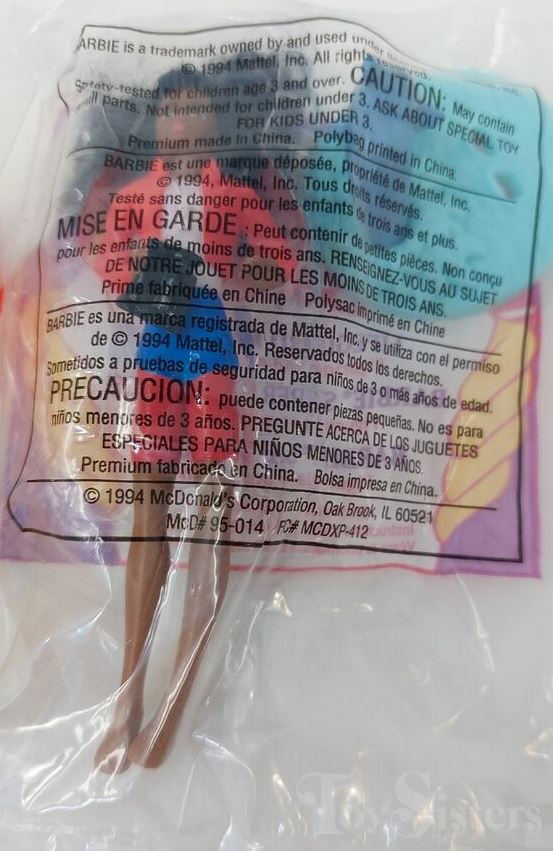 BARBIE is a trademark owned by and used under
© 1994 Mattel, Inc. All rights reserved.
Safety-tested for children age 3 and over. CAUTION: May contain
small parts. Not intended for children under 3. ASK ABOUT SPECIAL TOY
FOR KIDS UNDER 3.
Premium made in China. Polybag printed in China.
BARBIE est une marque déposée, propriété de Mattel, Inc.
© 1994, Mattel, Inc. Tous droits réservés.
Testé sans danger pour les enfants de trois ans et plus.
MISE EN GARDE : Peut contenir de petites pièces. Non conçu
pour les enfants de moins de trois ans. RENSEIGNEZ-VOUS AU SUJET
DE NOTRE JOUET POUR LES MOINS DE TROIS ANS.
Prime fabriquée en Chine Polysac imprimé en Chine
BARBIE es una marca registrada de Mattel, Inc. y se utiliza con el permiso
de © 1994 Mattel, Inc. Reservados todos los derechos.
Sometidos a pruebas de seguridad para niños de 3 o más años de edad.
PRECAUCION: puede contener piezas pequeñas. No es para
niños menores de 3 años. PREGUNTE ACERCA DE LOS JUGUETES
ESPECIALES PARA NIÑOS MENORES DE 3 AÑOS.
Premium fabricado en China. Bolsa impresa en China.
© 1994 McDonald's Corporation, Oak Brook, IL 60521
McD# 95-014 FC# MCDXP-412
Toy Sisters